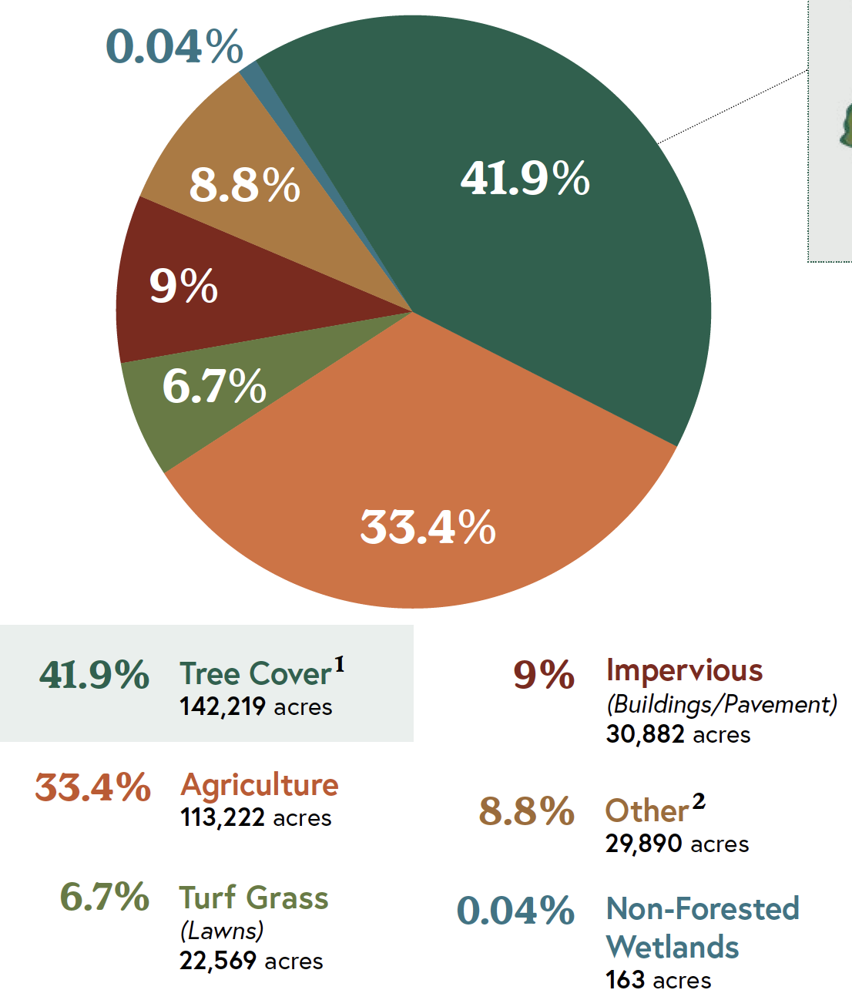 0.04%
41.9%
8.8%
9%
6.7%
33.4%
41.9% Tree Cover¹
142,219 acres
33.4% Agriculture
113,222 acres
6.7% Turf Grass
(Lawns)
22,569 acres
9% Impervious
(Buildings/Pavement)
30,882 acres
8.8% Other²
29,890 acres
0.04% Non-Forested
Wetlands
163 acres